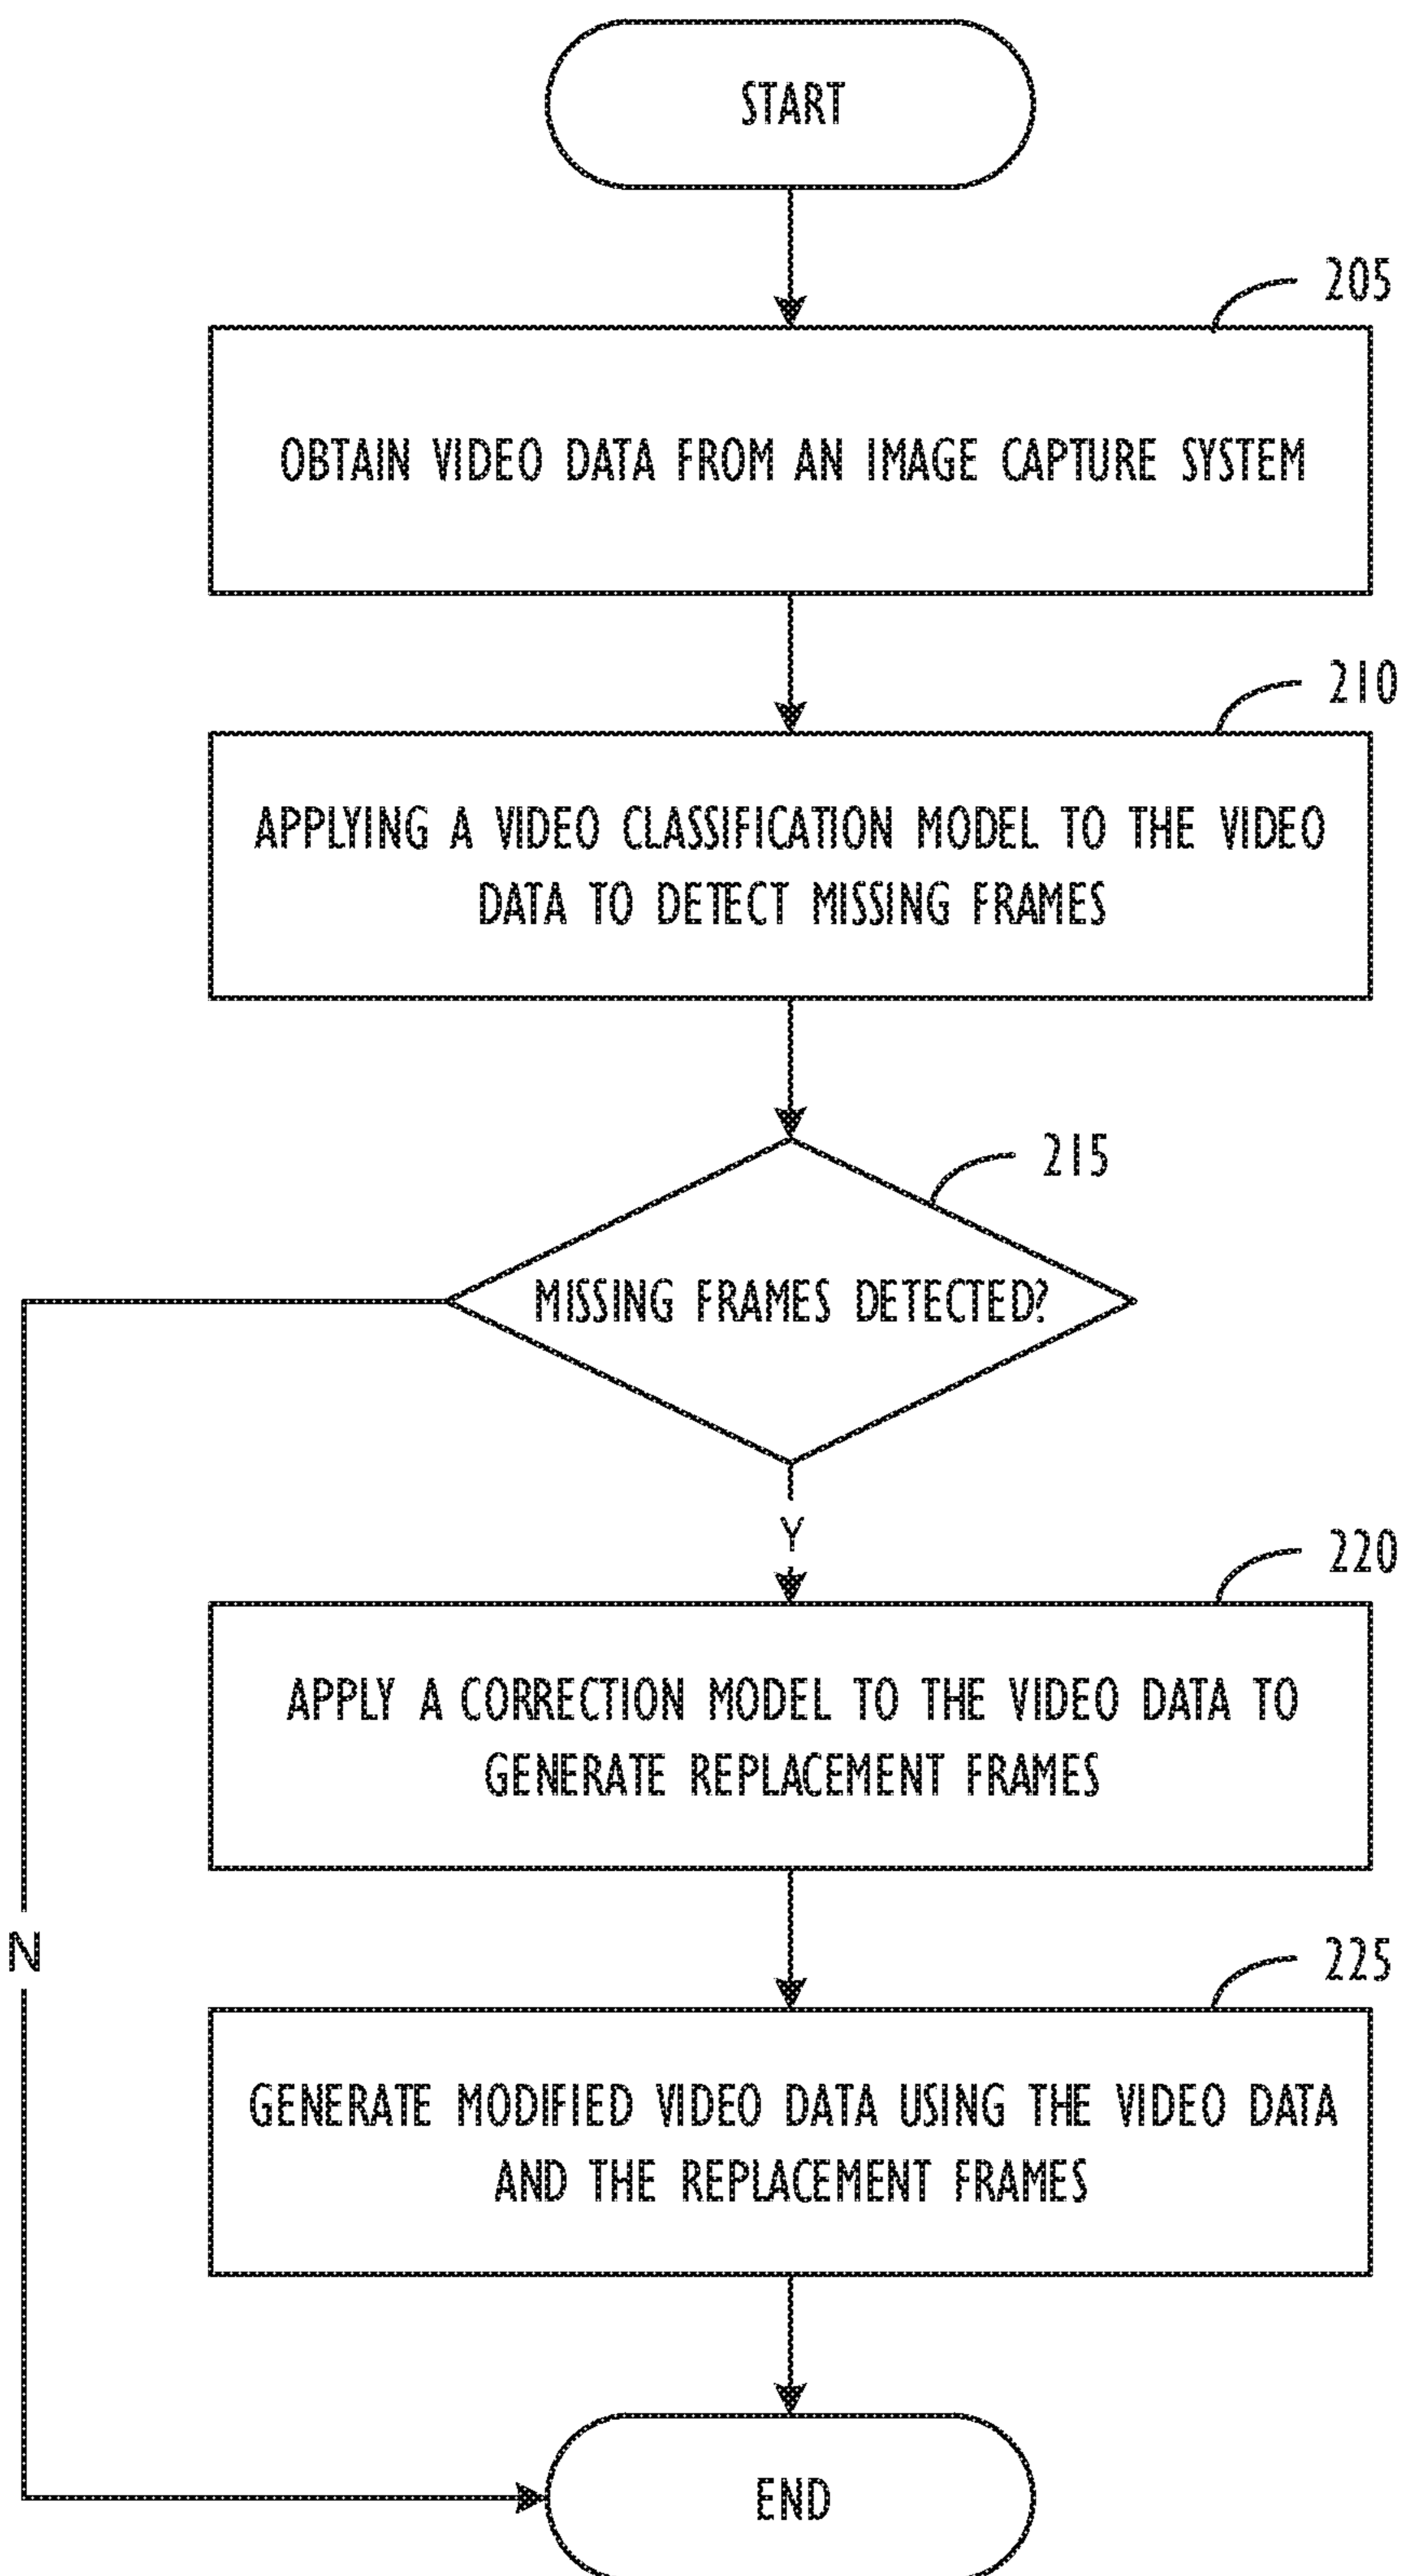 START
205
OBTAIN VIDEO DATA FROM AN IMAGE CAPTURE SYSTEM
210
APPLYING A VIDEO CLASSIFICATION MODEL TO THE VIDEO
DATA TO DETECT MISSING FRAMES
215
MISSING FRAMES DETECTED?
Y
220
APPLY A CORRECTION MODEL TO THE VIDEO DATA TO
GENERATE REPLACEMENT FRAMES
N
225
GENERATE MODIFIED VIDEO DATA USING THE VIDEO DATA
AND THE REPLACEMENT FRAMES
END